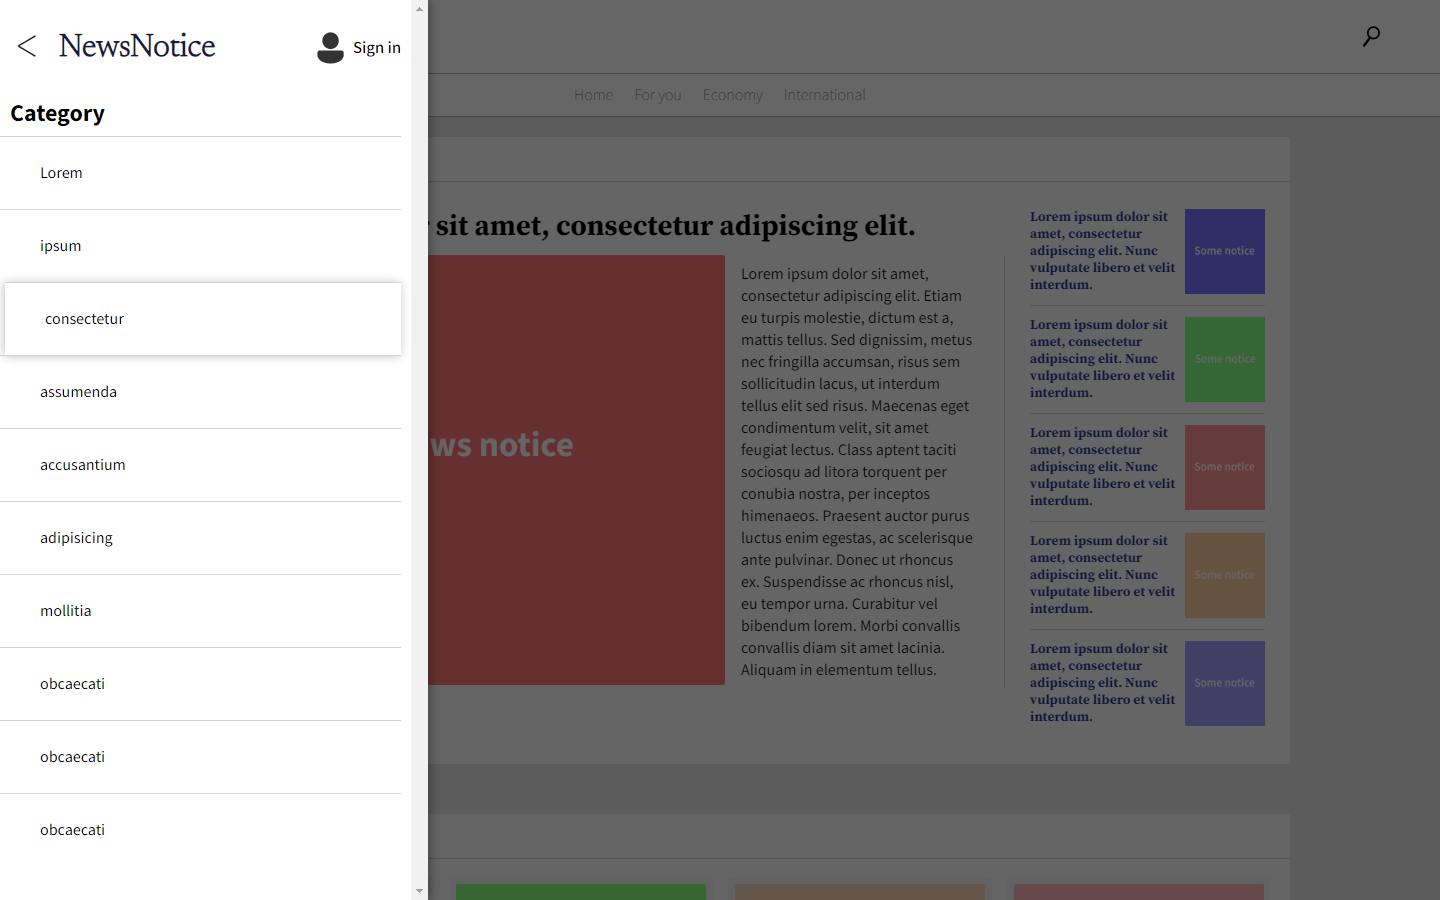 NewsNotice
Sign in
Category
Lorem
ipsum
consectetur
assumenda
accusantium
adipisicing
mollitia
obcaecati
obcaecati
obcaecati
Home For you Economy International
sit amet, consectetur adipiscing elit.
ws notice
Lorem ipsum dolor sit amet,
consectetur adipiscing elit. Etiam
eu turpis molestie, dictum est a,
mattis tellus. Sed dignissim, metus
nec fringilla accumsan, risus sem
sollicitudin lacus, ut interdum
tellus elit sed risus. Maecenas eget
condimentum velit, sit amet
feugiat lectus. Class aptent taciti
sociosqu ad litora torquent per
conubia nostra, per inceptos
himenaeos. Praesent auctor purus
luctus enim egestas, ac scelerisque
ante pulvinar. Donec ut rhoncus
ex. Suspendisse ac rhoncus nisl,
eu tempor urna. Curabitur vel
bibendum lorem. Morbi convallis
convallis diam sit amet lacinia.
Aliquam in elementum tellus.
Lorem ipsum dolor sit
amet, consectetur
adipiscing elit. Nunc
vulputate libero et velit
interdum.
Some notice
Lorem ipsum dolor sit
amet, consectetur
adipiscing elit. Nunc
vulputate libero et velit
interdum.
Some notice
Lorem ipsum dolor sit
amet, consectetur
adipiscing elit. Nunc
vulputate libero et velit
interdum.
Some notice
Lorem ipsum dolor sit
amet, consectetur
adipiscing elit. Nunc
vulputate libero et velit
interdum.
Some notice
Lorem ipsum dolor sit
amet, consectetur
adipiscing elit. Nunc
vulputate libero et velit
interdum.
Some notice